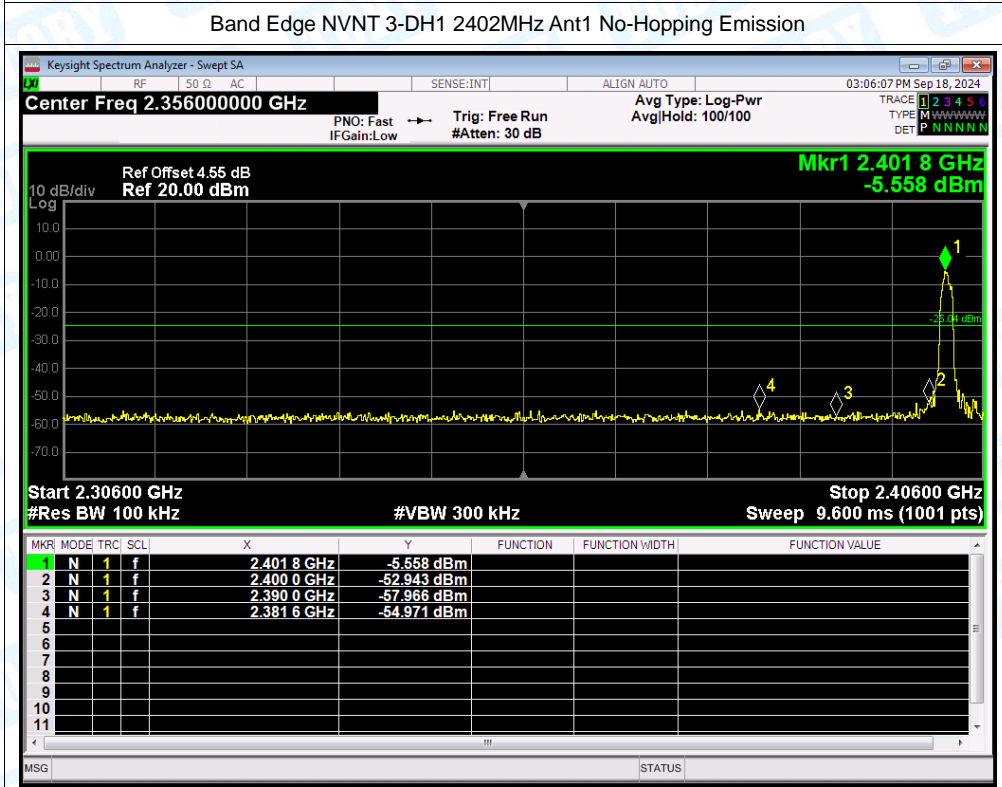 Band Edge NVNT 3-DH1 2402MHz Ant1 No-Hopping Emission
Keysight Spectrum Analyzer - Swept SA
LXI RF 50 Ω AC SENSE:INT ALIGN AUTO 03:06:07 PM Sep 18, 2024
Center Freq 2.356000000 GHz
PNO: Fast
IFGain:Low
Trig: Free Run
#Atten: 30 dB
Avg Type: Log-Pwr
Avg|Hold: 100/100
TRACE 1 2 3 4 5 6
TYPE M WWWWW
DET P N N N N N
Mkr1 2.401 8 GHz
-5.558 dBm
Ref Offset 4.55 dB
10 dB/div Ref 20.00 dBm
Log
10.0
0.00
-10.0
-20.0
-30.0
-40.0
-50.0
-60.0
-70.0
1
-25.04 dBm
4
3
2
Start 2.30600 GHz Stop 2.40600 GHz
#Res BW 100 kHz #VBW 300 kHz Sweep 9.600 ms (1001 pts)
MKR MODE TRC SCL X Y FUNCTION FUNCTION WIDTH FUNCTION VALUE
1 N 1 f 2.401 8 GHz -5.558 dBm
2 N 1 f 2.400 0 GHz -52.943 dBm
3 N 1 f 2.390 0 GHz -57.966 dBm
4 N 1 f 2.381 6 GHz -54.971 dBm
5
6
7
8
9
10
11
MSG STATUS